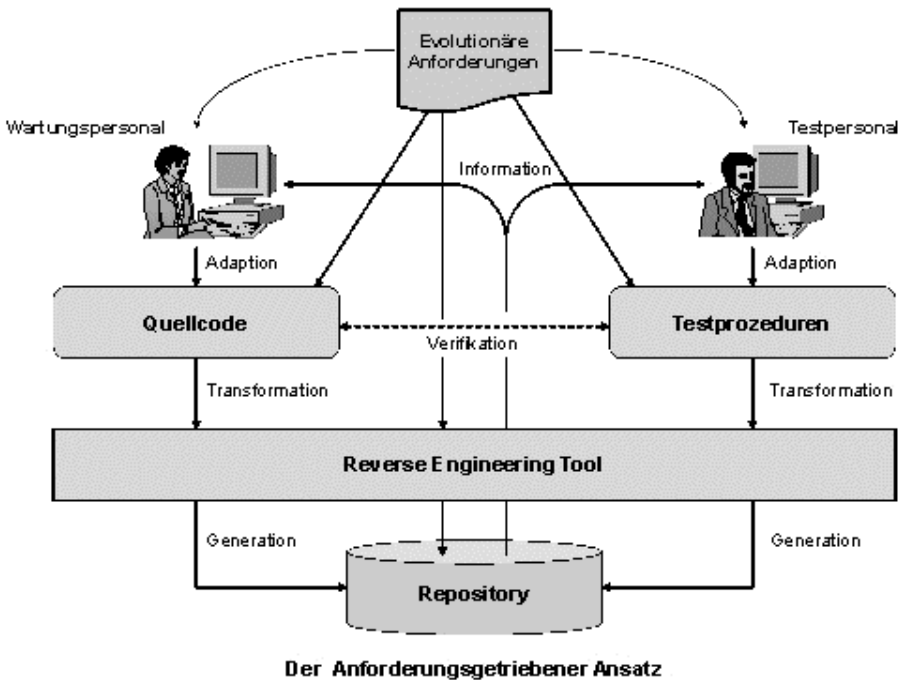 Evolutionäre
Anforderungen
Wartungspersonal
Testpersonal
Information
Adaption
Adaption
Quellcode
Testprozeduren
Verifikation
Transformation
Transformation
Reverse Engineering Tool
Generation
Generation
Repository
Der Anforderungsgetriebener Ansatz